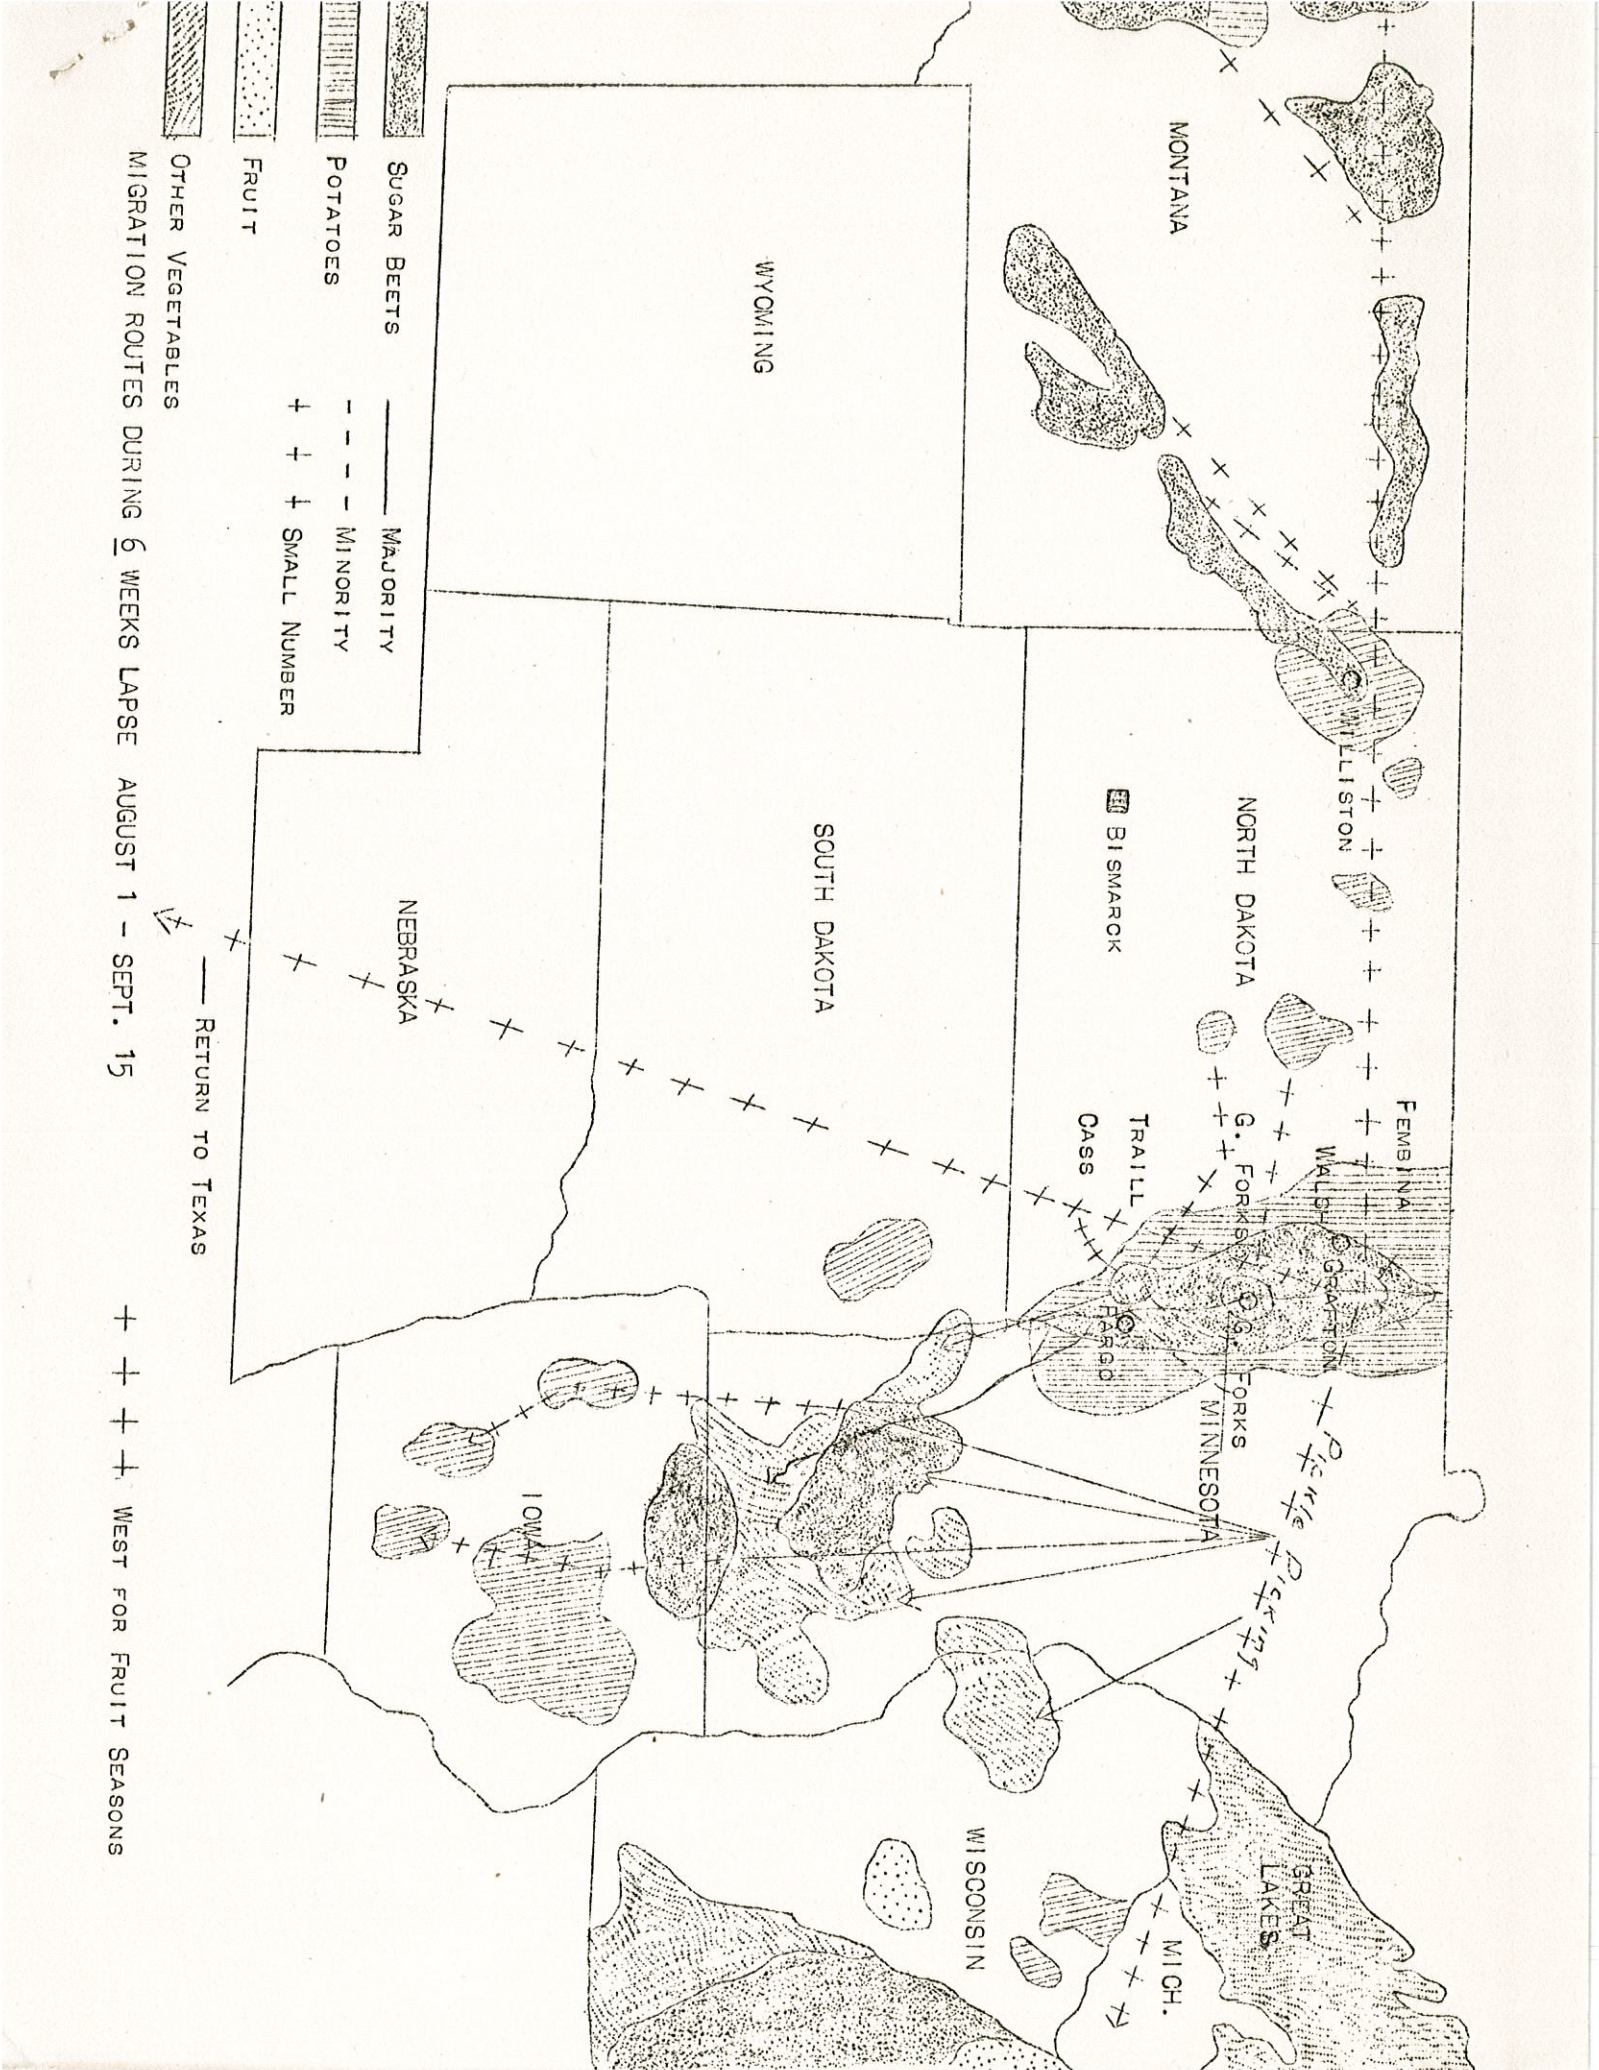 MONTANA
WYOMING
WILLISTON
NORTH DAKOTA
BISMARCK
SOUTH DAKOTA
NEBRASKA
PEMBINA
WALSH
G. FORKS
TRAILL
CASS
GRAFTON
G. FORKS
FARGO
MINNESOTA
Pickle Picking
IOWA
WISCONSIN
GREAT
LAKES
MICH.
SUGAR BEETS
POTATOES
FRUIT
OTHER VEGETABLES
MAJORITY
MINORITY
SMALL NUMBER
RETURN TO TEXAS
MIGRATION ROUTES DURING 6 WEEKS LAPSE AUGUST 1 - SEPT. 15
WEST FOR FRUIT SEASONS